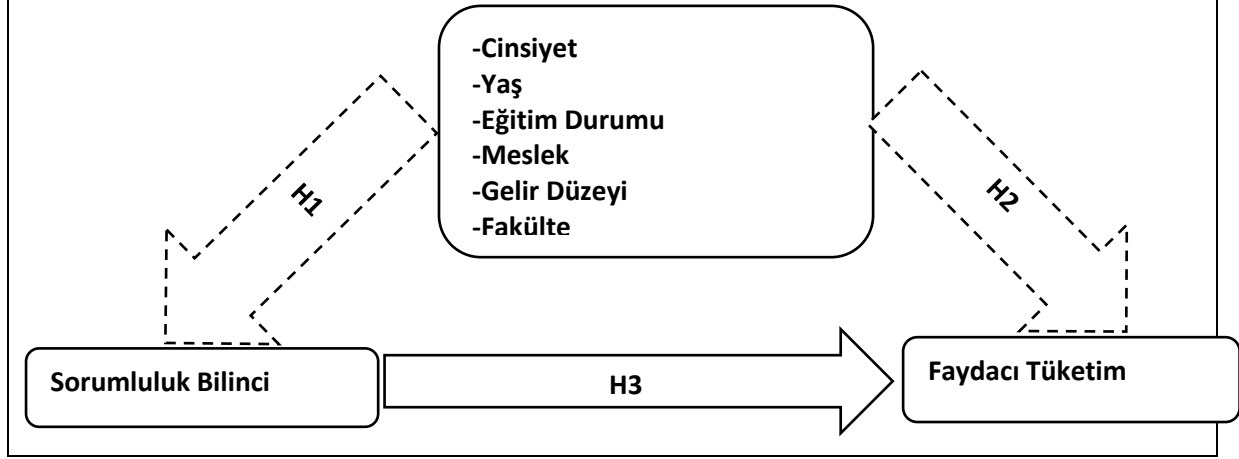 -Cinsiyet
-Yaş
-Eğitim Durumu
-Meslek
-Gelir Düzeyi
-Fakülte
H1
H2
Sorumluluk Bilinci
H3
Faydacı Tüketim